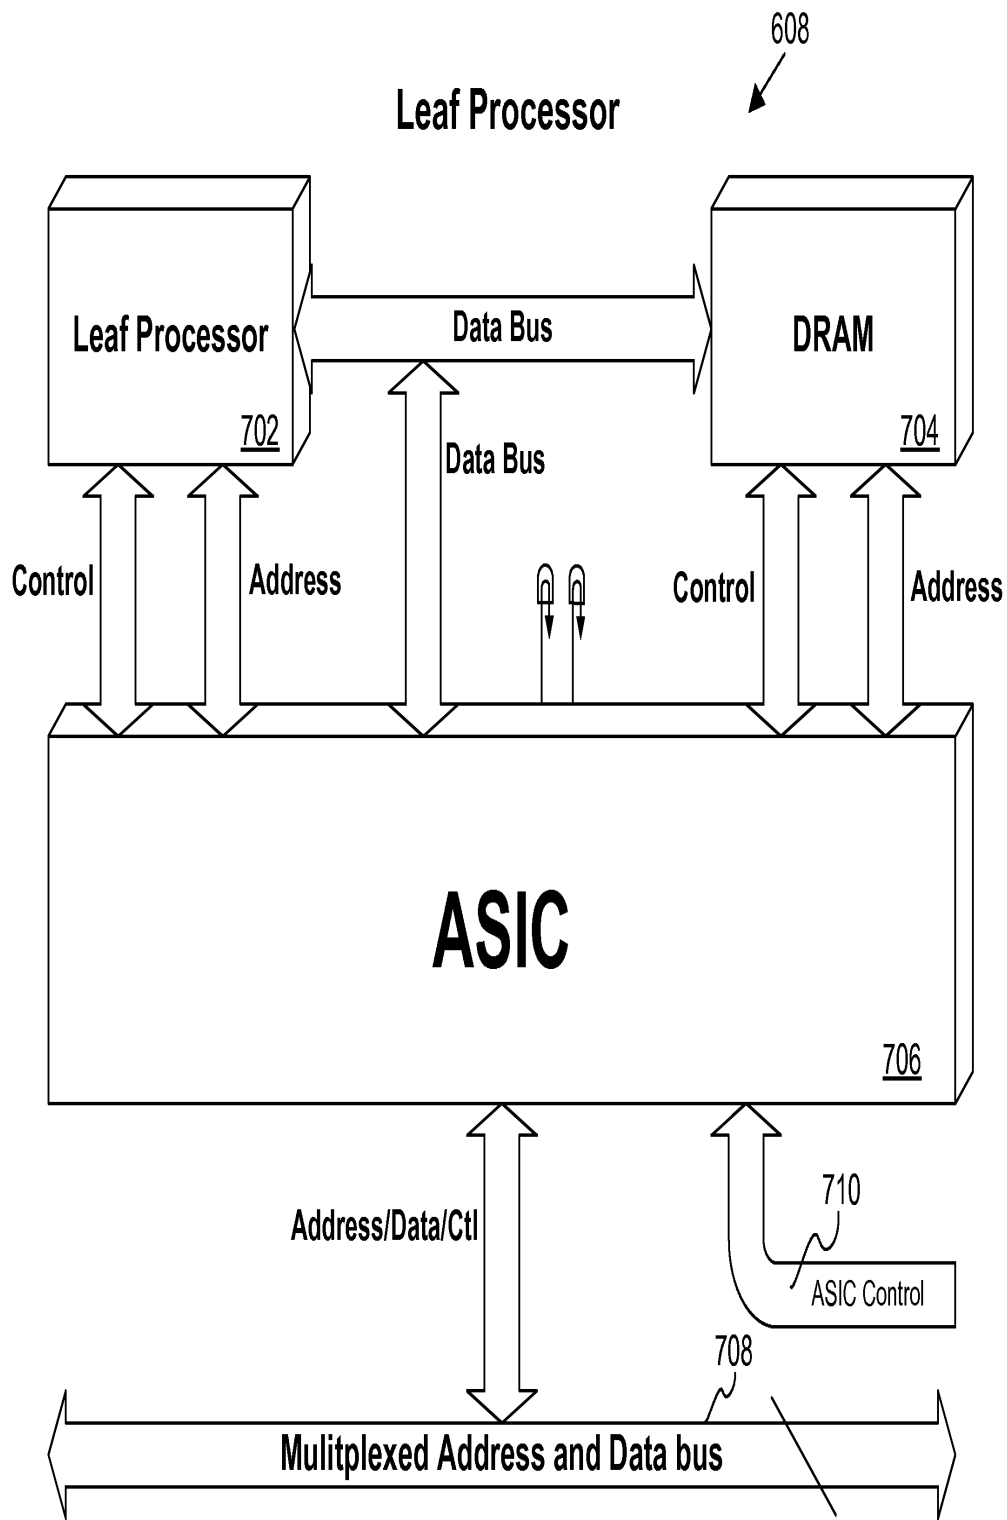 608
Leaf Processor
Leaf Processor
702
Data Bus
DRAM
704
Data Bus
Control
Address
Control
Address
ASIC
706
Address/Data/Ctl
710
ASIC Control
708
Mulitplexed Address and Data bus